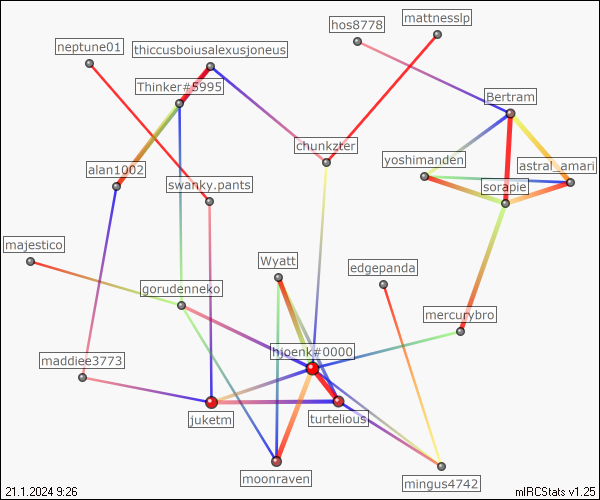 mattnesslp
hos8778
neptune01
thiccusboiusalexusjoneus
Thinker#5995
Bertram
chunkzter
yoshimanden
astral_amari
alan1002
swanky.pants
sorapie
majestico
Wyatt
edgepanda
gorudenneko
mercurybro
hioenk#0000
maddiee3773
juketm
turtelious
moonraven
mingus4742
21.1.2024 9:26
mIRCStats v1.25